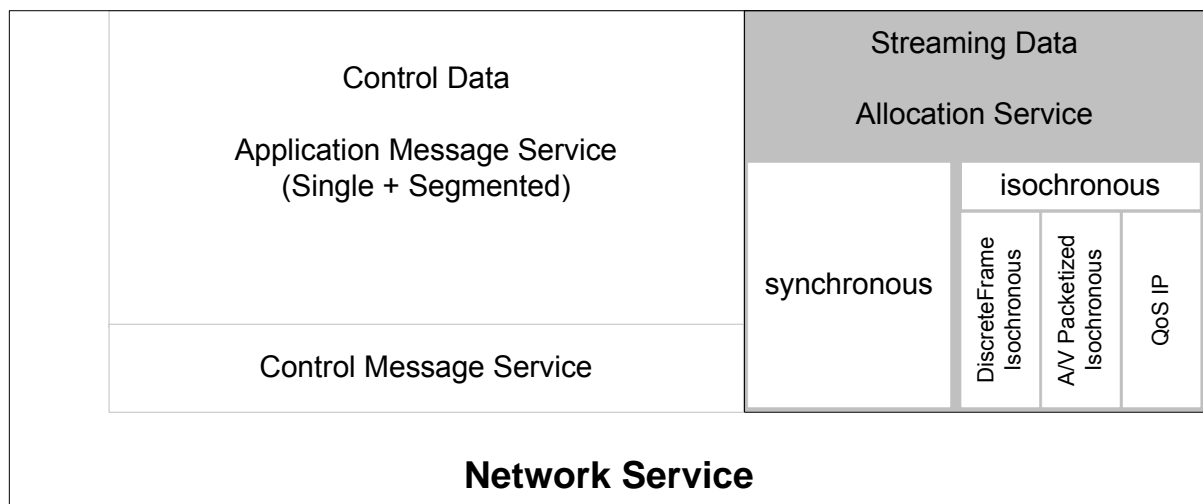 Control Data
Application Message Service
(Single + Segmented)
Control Message Service
Streaming Data
Allocation Service
synchronous
isochronous
DiscreteFrame
Isochronous
A/V Packetized
Isochronous
QoS IP
Network Service